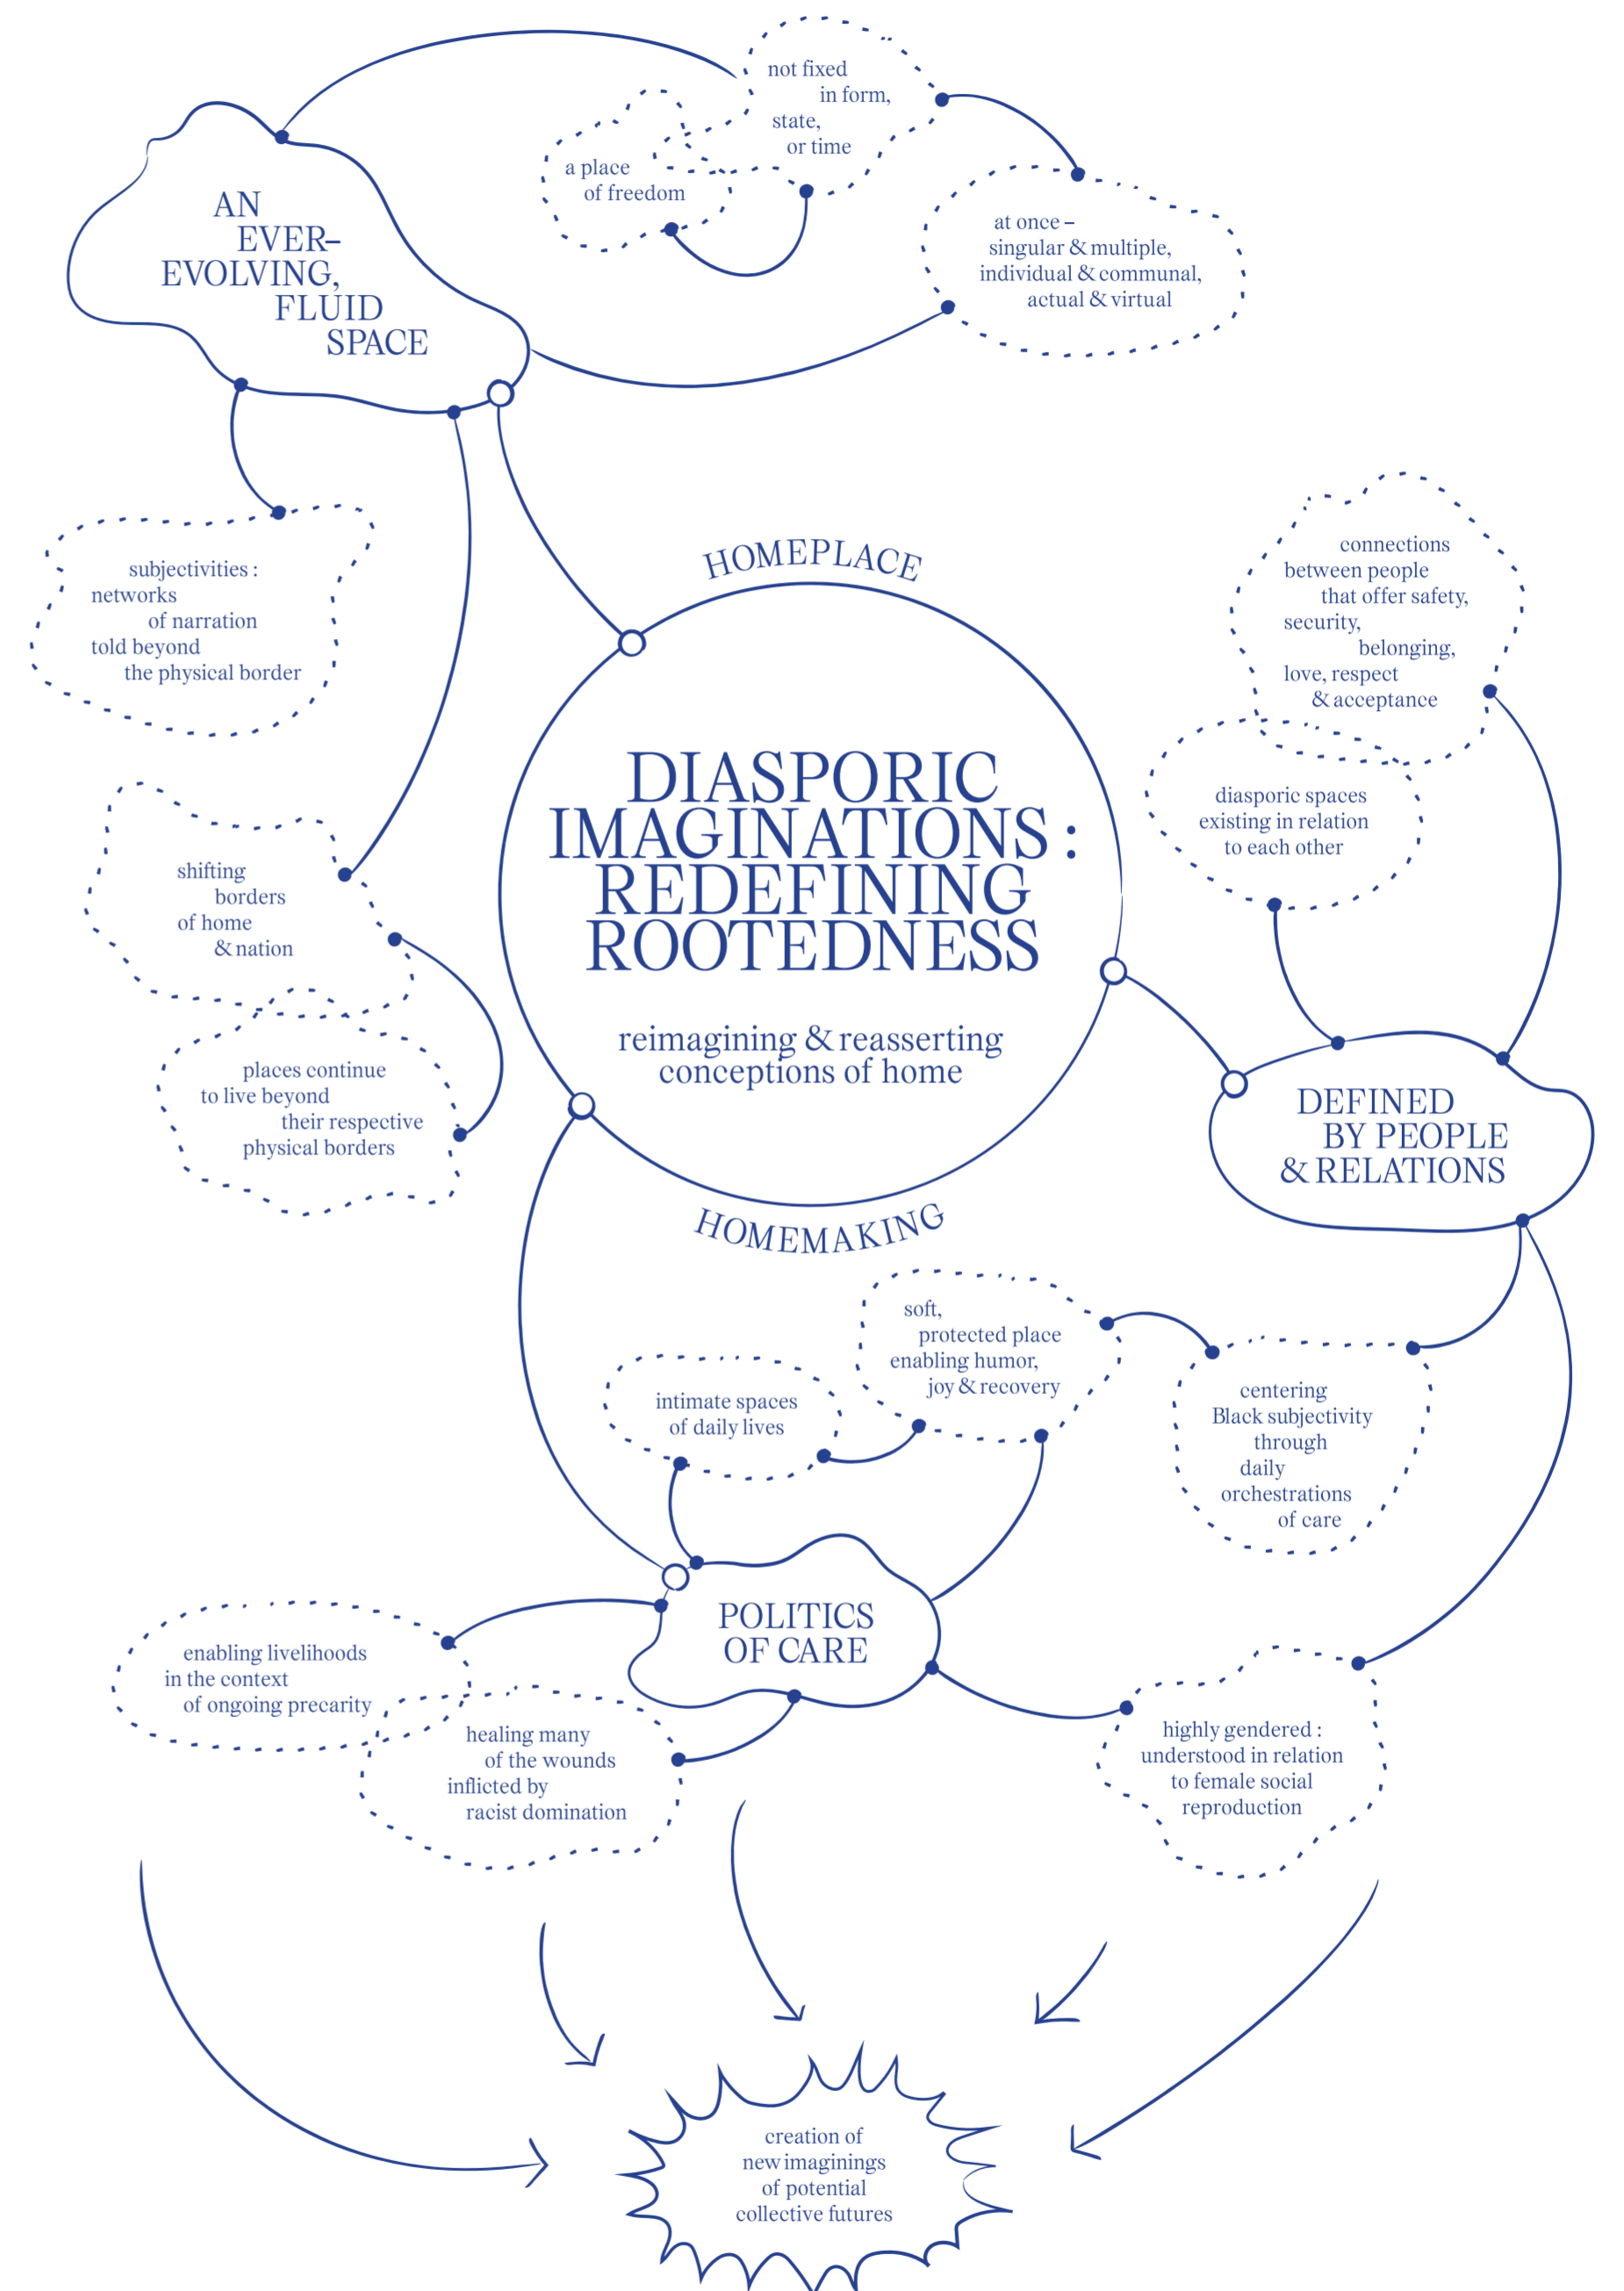 not fixed
in form,
state,
or time
a place
of freedom
AN
EVER–
EVOLVING,
FLUID
SPACE
at once –
singular & multiple,
individual & communal,
actual & virtual
subjectivities :
networks
of narration
told beyond
the physical border
HOMEPLACE
connections
between people
that offer safety,
security,
belonging,
love, respect
& acceptance
DIASPORIC
IMAGINATIONS :
REDEFINING
ROOTEDNESS
reimagining & reasserting
conceptions of home
diasporic spaces
existing in relation
to each other
shifting
borders
of home
& nation
places continue
to live beyond
their respective
physical borders
DEFINED
BY PEOPLE
& RELATIONS
HOMEMAKING
soft,
protected place
enabling humor,
joy & recovery
intimate spaces
of daily lives
centering
Black subjectivity
through
daily
orchestrations
of care
POLITICS
OF CARE
enabling livelihoods
in the context
of ongoing precarity
healing many
of the wounds
inflicted by
racist domination
highly gendered :
understood in relation
to female social
reproduction
creation of
new imaginings
of potential
collective futures